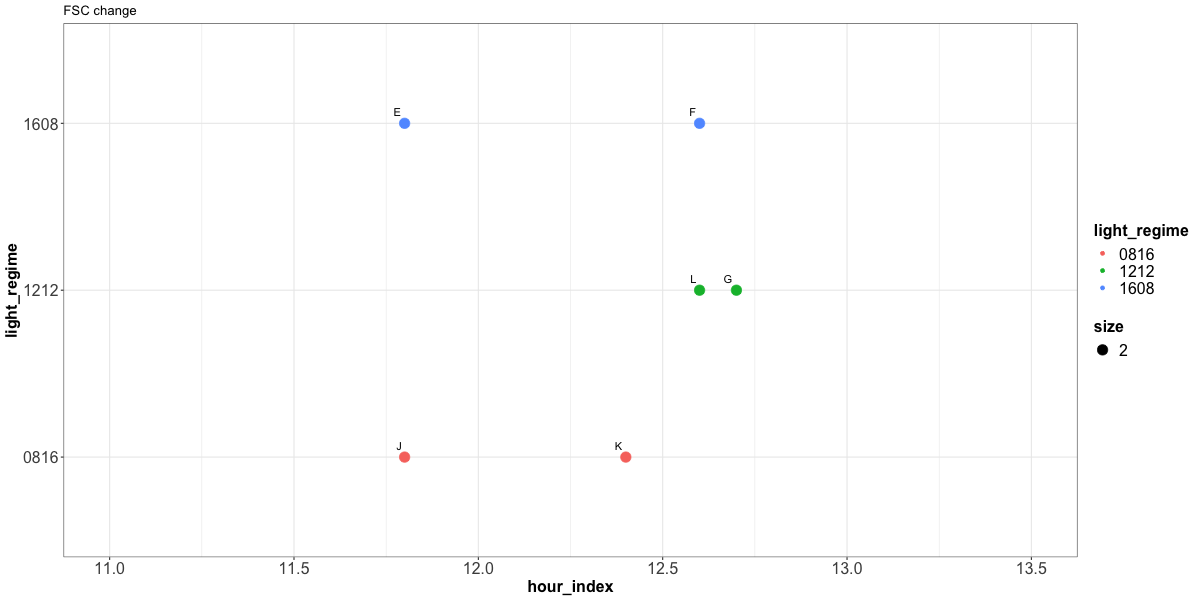 FSC change
E
F
1608
L
G
1212
J
K
0816
light_regime
11.0 11.5 12.0 12.5 13.0 13.5
hour_index
light_regime
0816
1212
1608
size
2